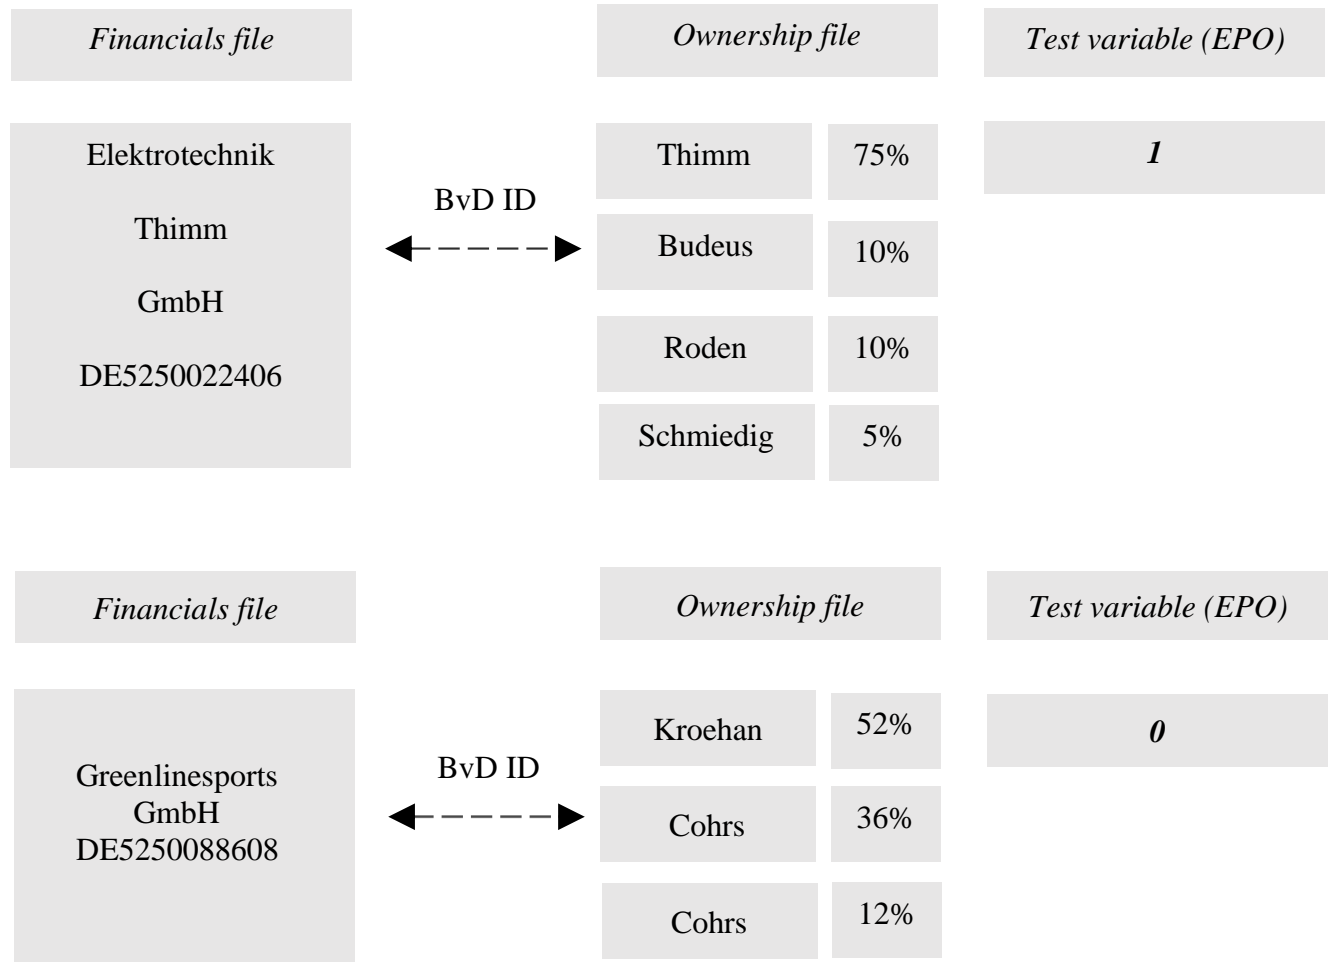 Financials file
Ownership file
Test variable (EPO)
Elektrotechnik
Thimm
GmbH
DE5250022406
BvD ID
Thimm 75%
Budeus 10%
Roden 10%
Schmiedig 5%
1
Financials file
Ownership file
Test variable (EPO)
Greenlinesports
GmbH
DE5250088608
BvD ID
Kroehan 52%
Cohrs 36%
Cohrs 12%
0